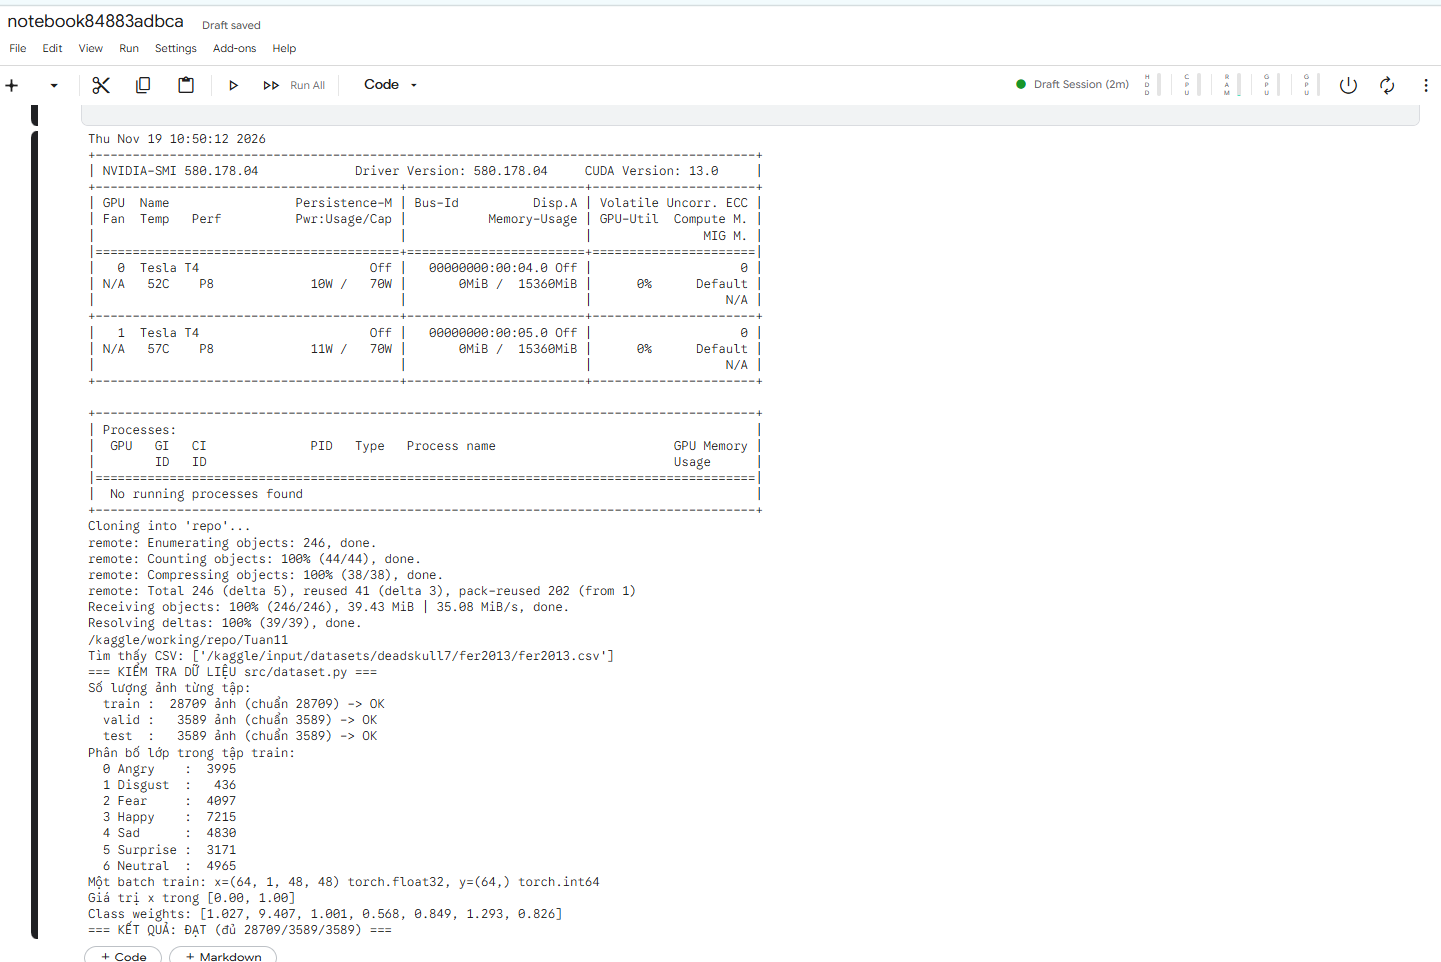 notebook84883adbca Draft saved
File Edit View Run Settings Add-ons Help
Run All Code Draft Session (2m) HDD CPU RAM GPU GPU
Thu Nov 19 10:50:12 2026
+-----------------------------------------------------------------------------------------+
| NVIDIA-SMI 580.178.04             Driver Version: 580.178.04     CUDA Version: 13.0     |
+-----------------------------------------+------------------------+----------------------+
| GPU  Name                 Persistence-M | Bus-Id          Disp.A | Volatile Uncorr. ECC |
| Fan  Temp   Perf          Pwr:Usage/Cap |           Memory-Usage | GPU-Util  Compute M. |
|                                         |                        |               MIG M. |
|=========================================+========================+======================|
|   0  Tesla T4                       Off |   00000000:00:04.0 Off |                    0 |
| N/A   52C    P8             10W /   70W |       0MiB /  15360MiB |      0%      Default |
|                                         |                        |                  N/A |
+-----------------------------------------+------------------------+----------------------+
|   1  Tesla T4                       Off |   00000000:00:05.0 Off |                    0 |
| N/A   57C    P8             11W /   70W |       0MiB /  15360MiB |      0%      Default |
|                                         |                        |                  N/A |
+-----------------------------------------+------------------------+----------------------+
+-----------------------------------------------------------------------------------------+
| Processes:                                                                              |
|  GPU   GI   CI              PID   Type   Process name                        GPU Memory |
|        ID   ID                                                               Usage      |
|=========================================================================================|
|  No running processes found                                                             |
+-----------------------------------------------------------------------------------------+
Cloning into 'repo'...
remote: Enumerating objects: 246, done.
remote: Counting objects: 100% (44/44), done.
remote: Compressing objects: 100% (38/38), done.
remote: Total 246 (delta 5), reused 41 (delta 3), pack-reused 202 (from 1)
Receiving objects: 100% (246/246), 39.43 MiB | 35.08 MiB/s, done.
Resolving deltas: 100% (39/39), done.
/kaggle/working/repo/Tuan11
Tìm thấy CSV: ['/kaggle/input/datasets/deadskull7/fer2013/fer2013.csv']
=== KIỂM TRA DỮ LIỆU src/dataset.py ===
Số lượng ảnh từng tập:
  train :  28709 ảnh (chuẩn 28709) -> OK
  valid :   3589 ảnh (chuẩn 3589) -> OK
  test  :   3589 ảnh (chuẩn 3589) -> OK
Phân bố lớp trong tập train:
  0 Angry    :  3995
  1 Disgust  :   436
  2 Fear     :  4097
  3 Happy    :  7215
  4 Sad      :  4830
  5 Surprise :  3171
  6 Neutral  :  4965
Một batch train: x=(64, 1, 48, 48) torch.float32, y=(64,) torch.int64
Giá trị x trong [0.00, 1.00]
Class weights: [1.027, 9.407, 1.001, 0.568, 0.849, 1.293, 0.826]
=== KẾT QUẢ: ĐẠT (đủ 28709/3589/3589) ===
+ Code + Markdown